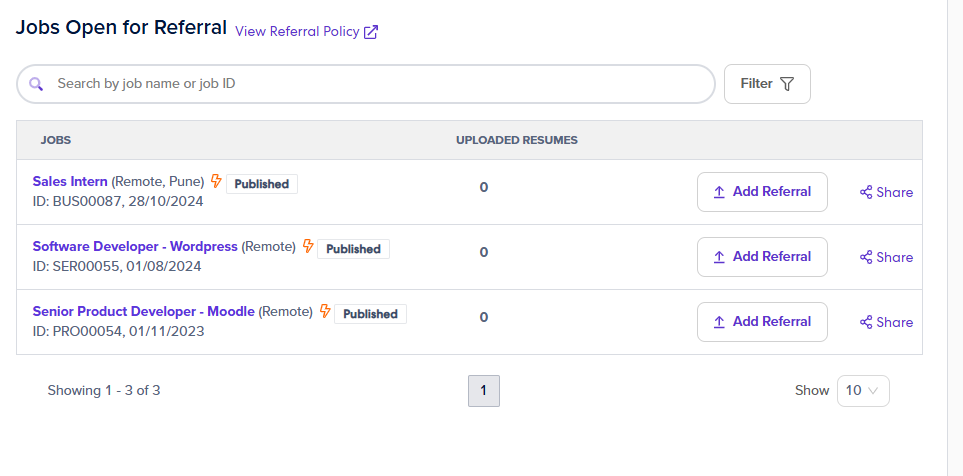 Jobs Open for Referral View Referral Policy
Search by job name or job ID
Filter
JOBS UPLOADED RESUMES
Sales Intern (Remote, Pune) Published
ID: BUS00087, 28/10/2024
0
Add Referral
Share
Software Developer - Wordpress (Remote) Published
ID: SER00055, 01/08/2024
0
Add Referral
Share
Senior Product Developer - Moodle (Remote) Published
ID: PRO00054, 01/11/2023
0
Add Referral
Share
Showing 1 - 3 of 3
1
Show 10